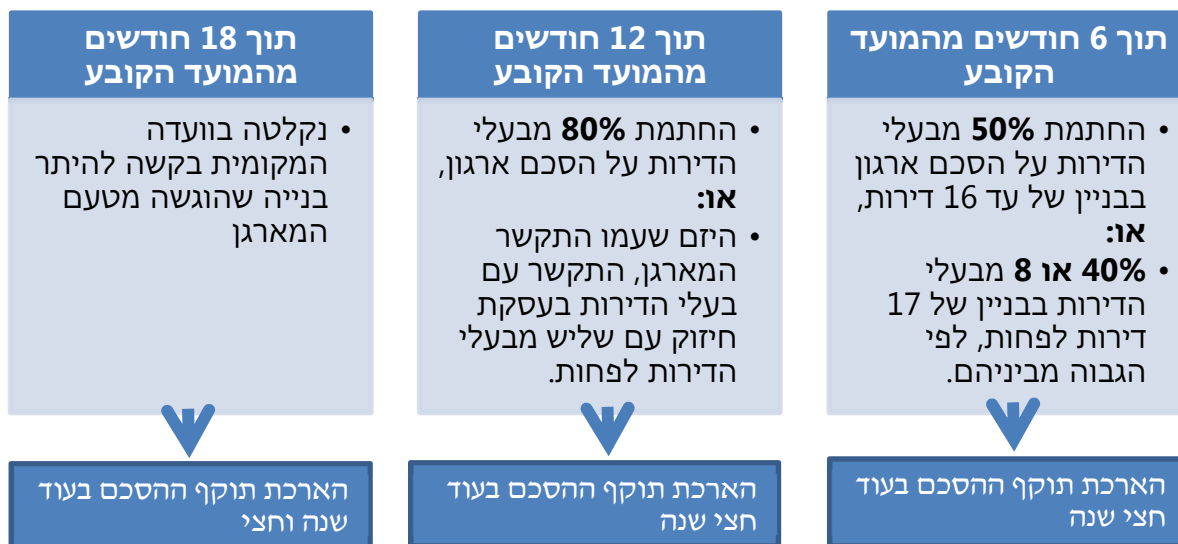 תוך 6 חודשים מהמועד
הקובע
• החתמת 50% מבעלי
הדירות על הסכם ארגון
בבניין של עד 16 דירות,
או:
• 40% או 8 מבעלי
הדירות בבניין של 17
דירות לפחות, לפי
הגבוה מביניהם.
הארכת תוקף ההסכם בעוד
חצי שנה
תוך 12 חודשים
מהמועד הקובע
• החתמת 80% מבעלי
הדירות על הסכם ארגון,
או:
• היזם שעמו התקשר
המארגן, התקשר עם
בעלי הדירות בעסקת
חיזוק עם שליש מבעלי
הדירות לפחות.
הארכת תוקף ההסכם בעוד
חצי שנה
תוך 18 חודשים
מהמועד הקובע
• נקלטה בוועדה
המקומית בקשה להיתר
בנייה שהוגשה מטעם
המארגן
הארכת תוקף ההסכם בעוד
שנה וחצי